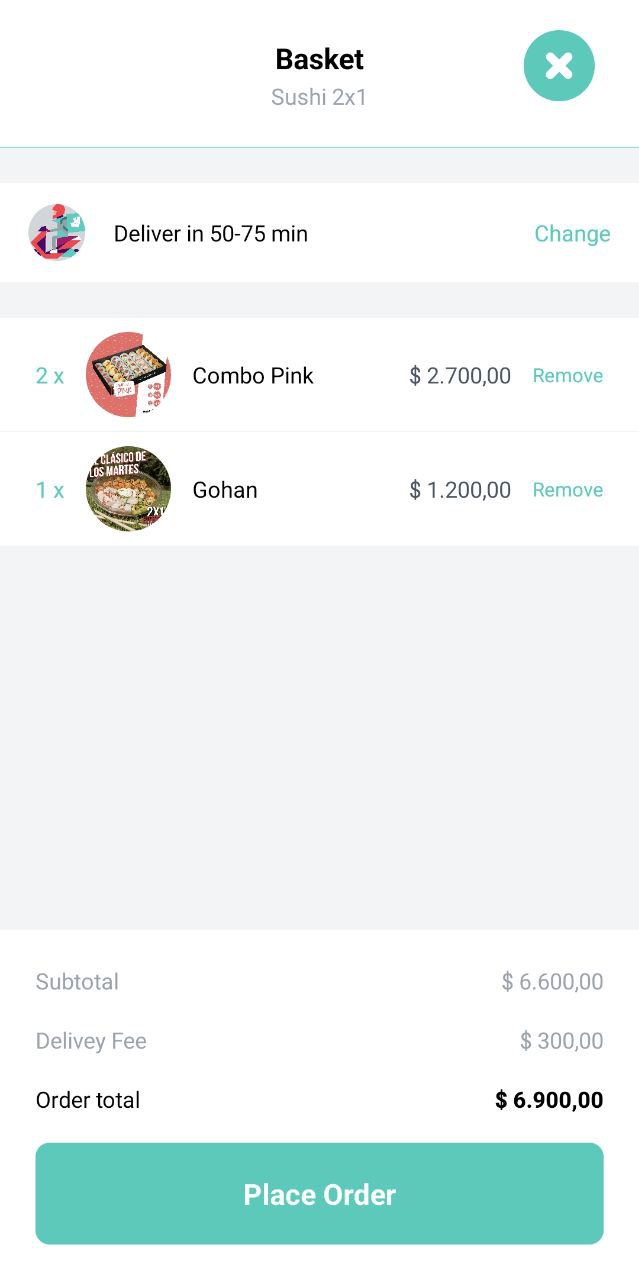 Basket
Sushi 2x1
Deliver in 50-75 min
Change
2 x
PINK
Combo Pink
$ 2.700,00
Remove
1 x
CLÁSICO DE
LOS MARTES
2X1
Gohan
$ 1.200,00
Remove
Subtotal
$ 6.600,00
Delivey Fee
$ 300,00
Order total
$ 6.900,00
Place Order